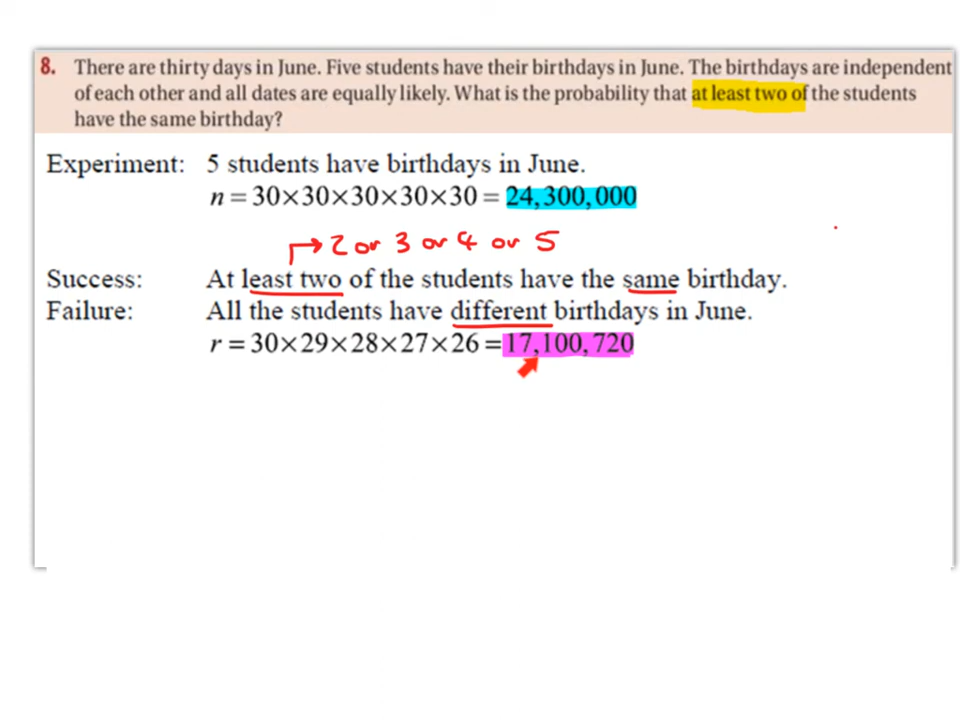 8. There are thirty days in June. Five students have their birthdays in June. The birthdays are independent
of each other and all dates are equally likely. What is the probability that at least two of the students
have the same birthday?
Experiment: 5 students have birthdays in June.
n = 30×30×30×30×30 = 24,300,000
→ 2 or 3 or 4 or 5
Success: At least two of the students have the same birthday.
Failure: All the students have different birthdays in June.
r = 30×29×28×27×26 = 17,100,720